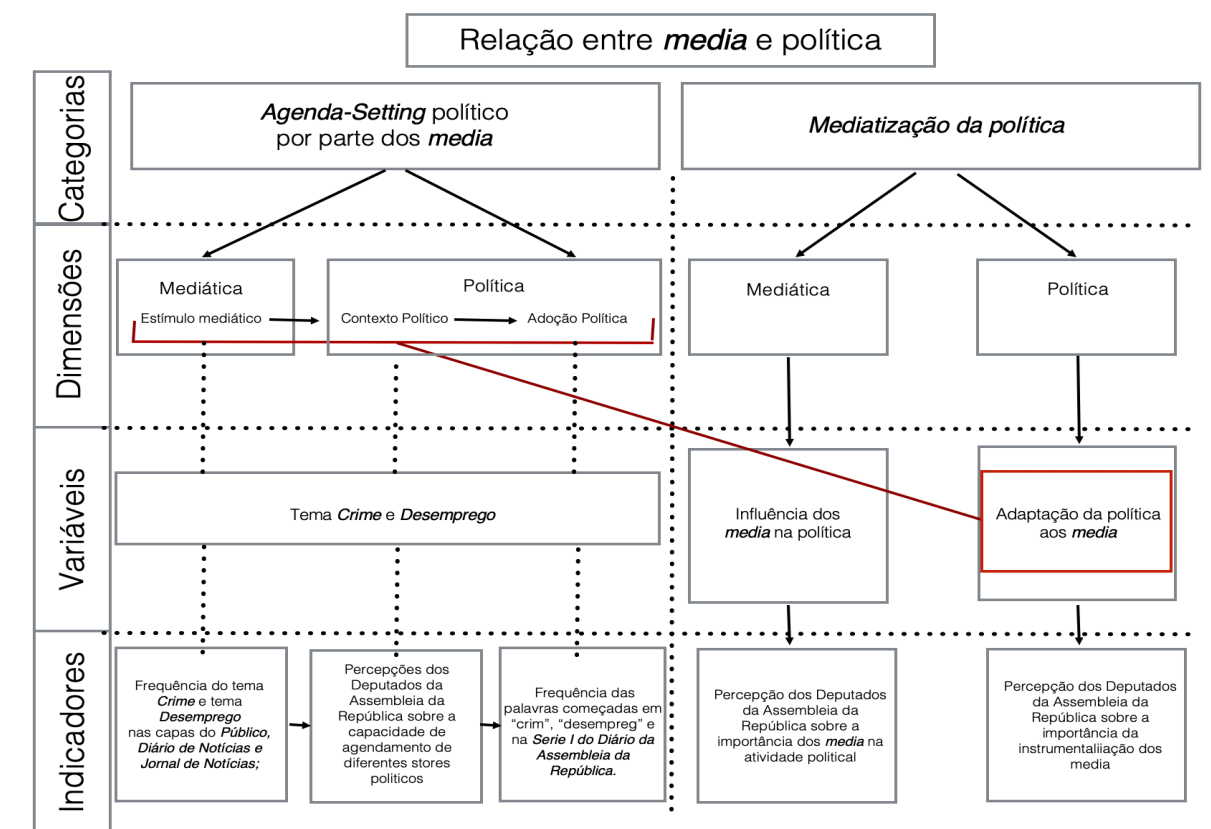 Relação entre media e política
Categorias
Agenda-Setting político
por parte dos media
Mediatização da política
Dimensões
Mediática
Estímulo mediático
Política
Contexto Político
Adoção Política
Mediática
Política
Variáveis
Tema Crime e Desemprego
Influência dos
media na política
Adaptação da política
aos media
Indicadores
Frequência do tema
Crime e tema
Desemprego
nas capas do Público,
Diário de Notícias e
Jornal de Notícias;
Percepções dos
Deputados da
Assembleia da
República sobre a
capacidade de
agendamento de
diferentes stores
politicos
Frequência das
palavras começadas em
“crim”, “desempreg” e
na Serie I do Diário da
Assembleia da
República.
Percepção dos Deputados
da Assembleia da
República sobre a
importância dos media na
atividade political
Percepção dos Deputados
da Assembleia da
República sobre a
importância da
instrumentaliiação dos
media